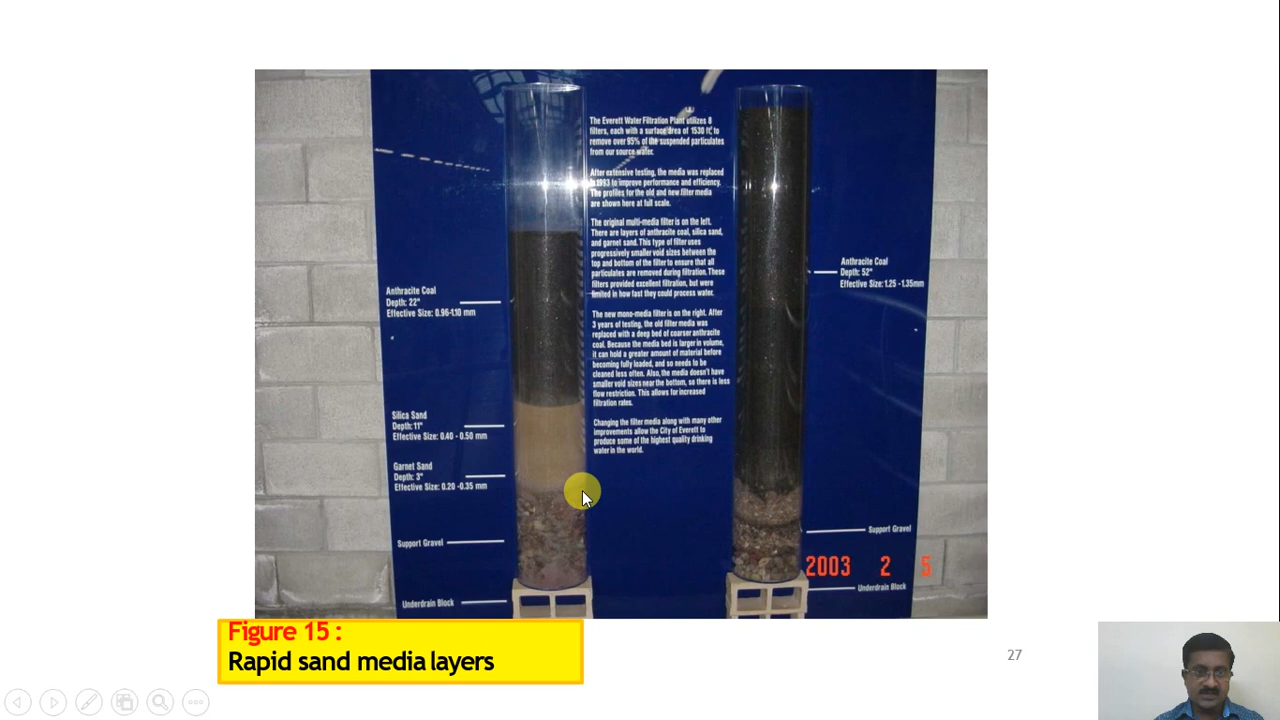 The Everett Water Filtration Plant utilizes 8
filters, each with a surface area of 1530 ft² to
remove over 95% of the suspended particulates
from our source water.
After extensive testing, the media was replaced
in 1993 to improve performance and efficiency.
The profiles for the old and new filter media
are shown here at full scale.
The original multi-media filter is on the left.
There are layers of anthracite coal, silica sand,
and garnet sand. This type of filter uses
progressively smaller void sizes between the
top and bottom of the filter to ensure that all
particulates are removed during filtration. These
filters provided excellent filtration, but were
limited in how fast they could process water.
The new mono-media filter is on the right. After
3 years of testing, the old filter media was
replaced with a deep bed of coarser anthracite
coal. Because the media bed is larger in volume,
it can hold a greater amount of material before
becoming fully loaded, and so needs to be
cleaned less often. Also, the media doesn't have
smaller void sizes near the bottom, so there is less
flow restriction. This allows for increased
filtration rates.
Changing the filter media along with many other
improvements allow the City of Everett to
produce some of the highest quality drinking
water in the world.
Anthracite Coal
Depth: 22"
Effective Size: 0.96-1.10 mm
Silica Sand
Depth: 11"
Effective Size: 0.40 - 0.50 mm
Garnet Sand
Depth: 3"
Effective Size: 0.20 -0.35 mm
Support Gravel
Underdrain Block
Anthracite Coal
Depth: 52"
Effective Size: 1.25 -1.35mm
Support Gravel
2003 2 5
Underdrain Block
Figure 15 :
Rapid sand media layers
27